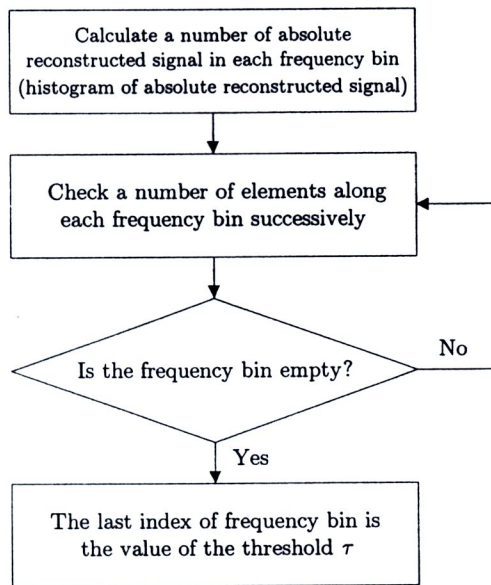 Calculate a number of absolute
reconstructed signal in each frequency bin
(histogram of absolute reconstructed signal)
Check a number of elements along
each frequency bin successively
Is the frequency bin empty?
No
Yes
The last index of frequency bin is
the value of the threshold τ